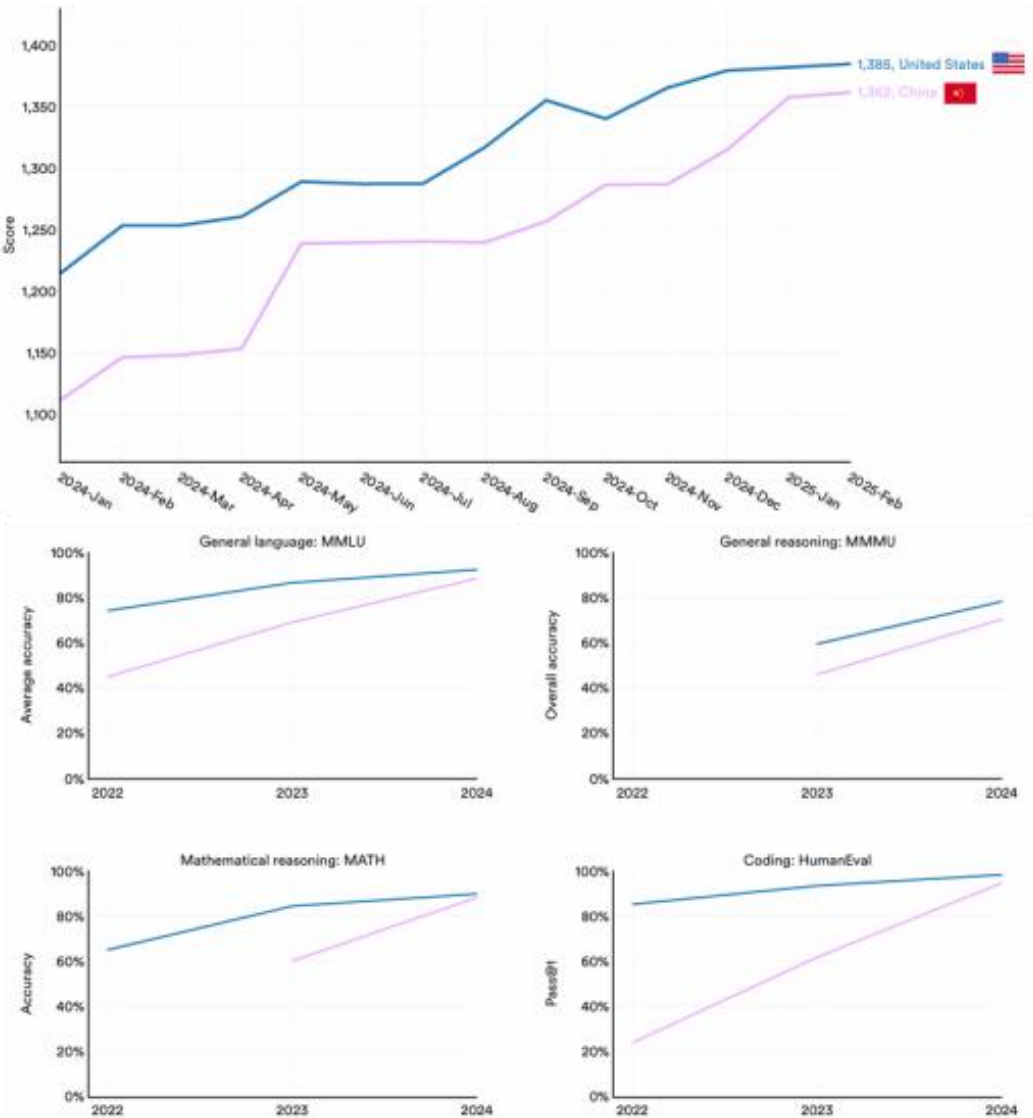 1,400
1,385, United States
1,362, China
1,350
1,300
1,250
1,200
1,150
1,100
Score
2024-Jan
2024-Feb
2024-Mar
2024-Apr
2024-May
2024-Jun
2024-Jul
2024-Aug
2024-Sep
2024-Oct
2024-Nov
2024-Dec
2025-Jan
2025-Feb
General language: MMLU
100%
80%
60%
40%
20%
0%
Average accuracy
2022
2023
2024
General reasoning: MMMU
100%
80%
60%
40%
20%
0%
Overall accuracy
2022
2023
2024
Mathematical reasoning: MATH
100%
80%
60%
40%
20%
0%
Accuracy
2022
2023
2024
Coding: HumanEval
100%
80%
60%
40%
20%
0%
Pass@1
2022
2023
2024